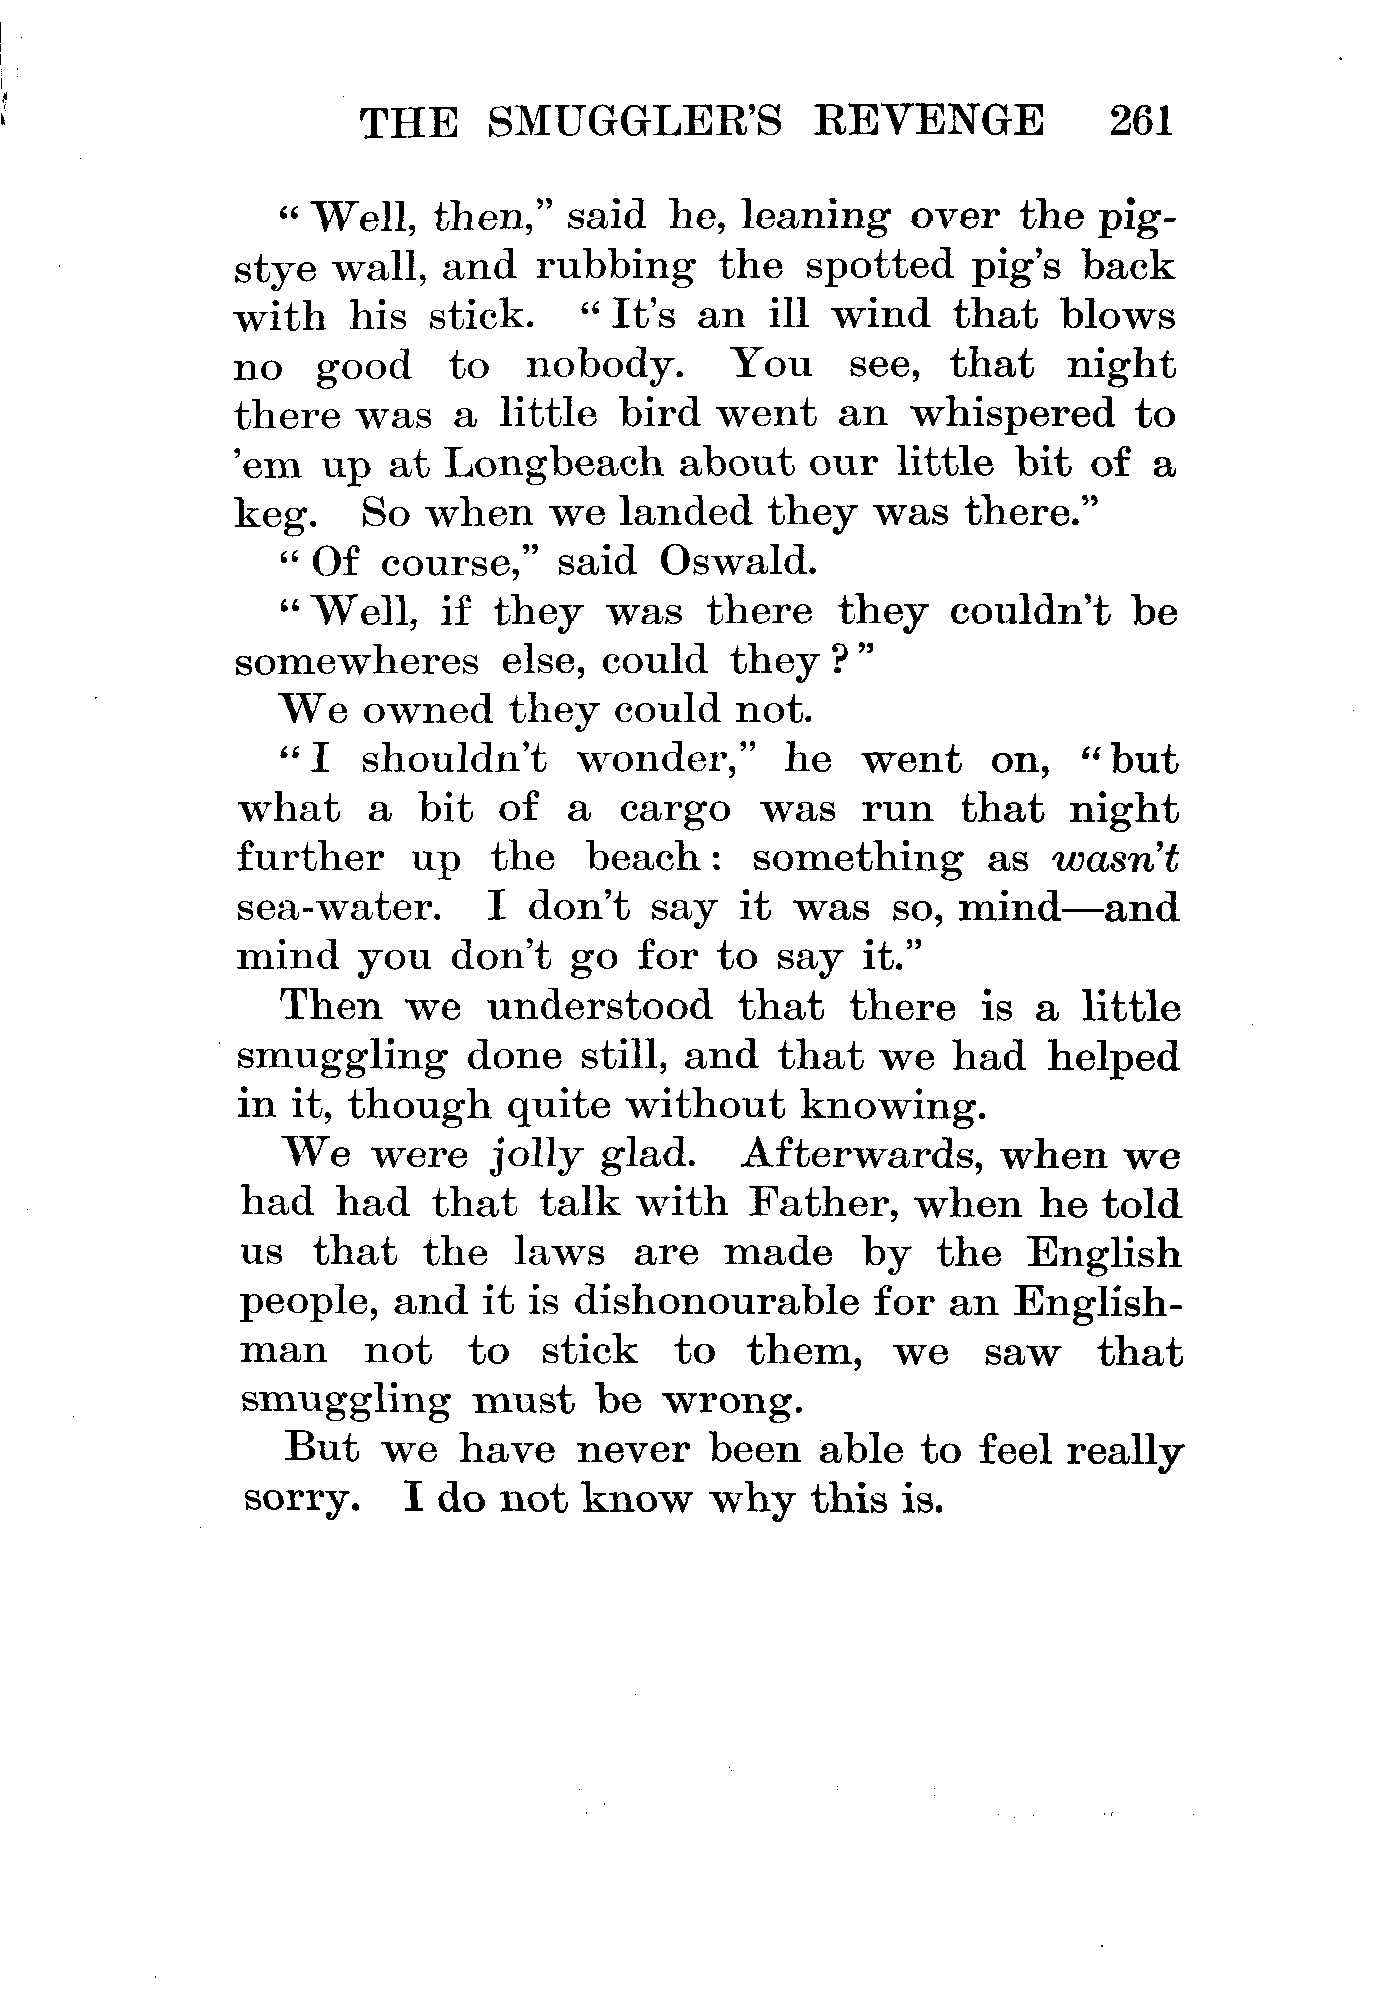 THE SMUGGLER'S REVENGE 261
“ Well, then,” said he, leaning over the pig-
stye wall, and rubbing the spotted pig's back
with his stick. “ It's an ill wind that blows
no good to nobody. You see, that night
there was a little bird went an whispered to
'em up at Longbeach about our little bit of a
keg. So when we landed they was there.”
“ Of course,” said Oswald.
“ Well, if they was there they couldn't be
somewheres else, could they ? ”
We owned they could not.
“ I shouldn't wonder,” he went on, “ but
what a bit of a cargo was run that night
further up the beach : something as wasn't
sea-water. I don't say it was so, mind—and
mind you don't go for to say it.”
Then we understood that there is a little
smuggling done still, and that we had helped
in it, though quite without knowing.
We were jolly glad. Afterwards, when we
had had that talk with Father, when he told
us that the laws are made by the English
people, and it is dishonourable for an English-
man not to stick to them, we saw that
smuggling must be wrong.
But we have never been able to feel really
sorry. I do not know why this is.